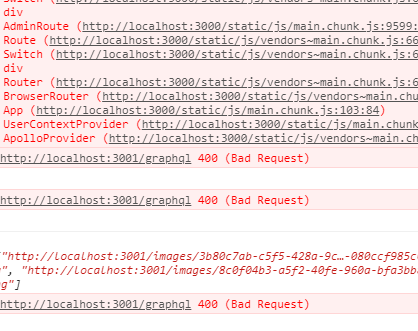 Switch (http://localhost:3000/static/js/vendors~main.chunk.js:6
div
AdminRoute (http://localhost:3000/static/js/main.chunk.js:9599:
Route (http://localhost:3000/static/js/vendors~main.chunk.js:66
Switch (http://localhost:3000/static/js/vendors~main.chunk.js:6
div
Router (http://localhost:3000/static/js/vendors~main.chunk.js:6
BrowserRouter (http://localhost:3000/static/js/vendors~main.chu
App (http://localhost:3000/static/js/main.chunk.js:103:84)
UserContextProvider (http://localhost:3000/static/js/main.chunk
ApolloProvider (http://localhost:3000/static/js/vendors~main.ch
http://localhost:3001/graphql 400 (Bad Request)
http://localhost:3001/graphql 400 (Bad Request)
"http://localhost:3001/images/3b80c7ab-c5f5-428a-9c…-080ccf985c
", "http://localhost:3001/images/8c0f04b3-a5f2-40fe-960a-bfa3bb
g"]
http://localhost:3001/graphql 400 (Bad Request)